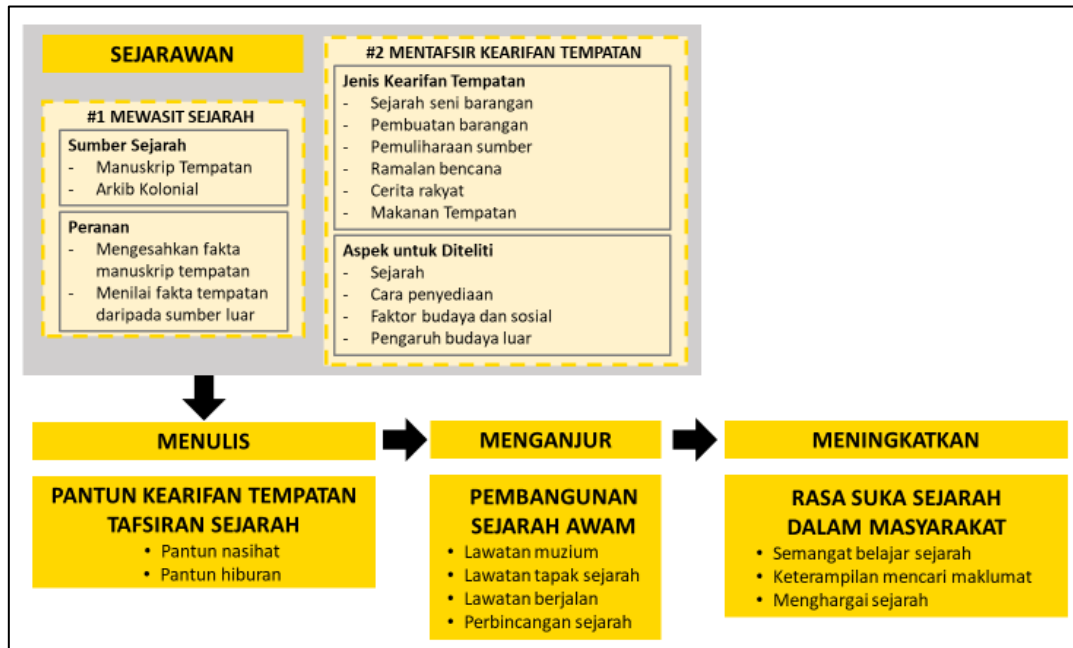 SEJARAWAN
#1 MEWASIT SEJARAH
Sumber Sejarah
- Manuskrip Tempatan
- Arkib Kolonial
Peranan
- Mengesahkan fakta
manuskrip tempatan
- Menilai fakta tempatan
daripada sumber luar
#2 MENTAFSIR KEARIFAN TEMPATAN
Jenis Kearifan Tempatan
- Sejarah seni barangan
- Pembuatan barangan
- Pemuliharaan sumber
- Ramalan bencana
- Cerita rakyat
- Makanan Tempatan
Aspek untuk Diteliti
- Sejarah
- Cara penyediaan
- Faktor budaya dan sosial
- Pengaruh budaya luar
MENULIS
PANTUN KEARIFAN TEMPATAN
TAFSIRAN SEJARAH
• Pantun nasihat
• Pantun hiburan
MENGANJUR
PEMBANGUNAN
SEJARAH AWAM
• Lawatan muzium
• Lawatan tapak sejarah
• Lawatan berjalan
• Perbincangan sejarah
MENINGKATKAN
RASA SUKA SEJARAH
DALAM MASYARAKAT
• Semangat belajar sejarah
• Keterampilan mencari maklumat
• Menghargai sejarah